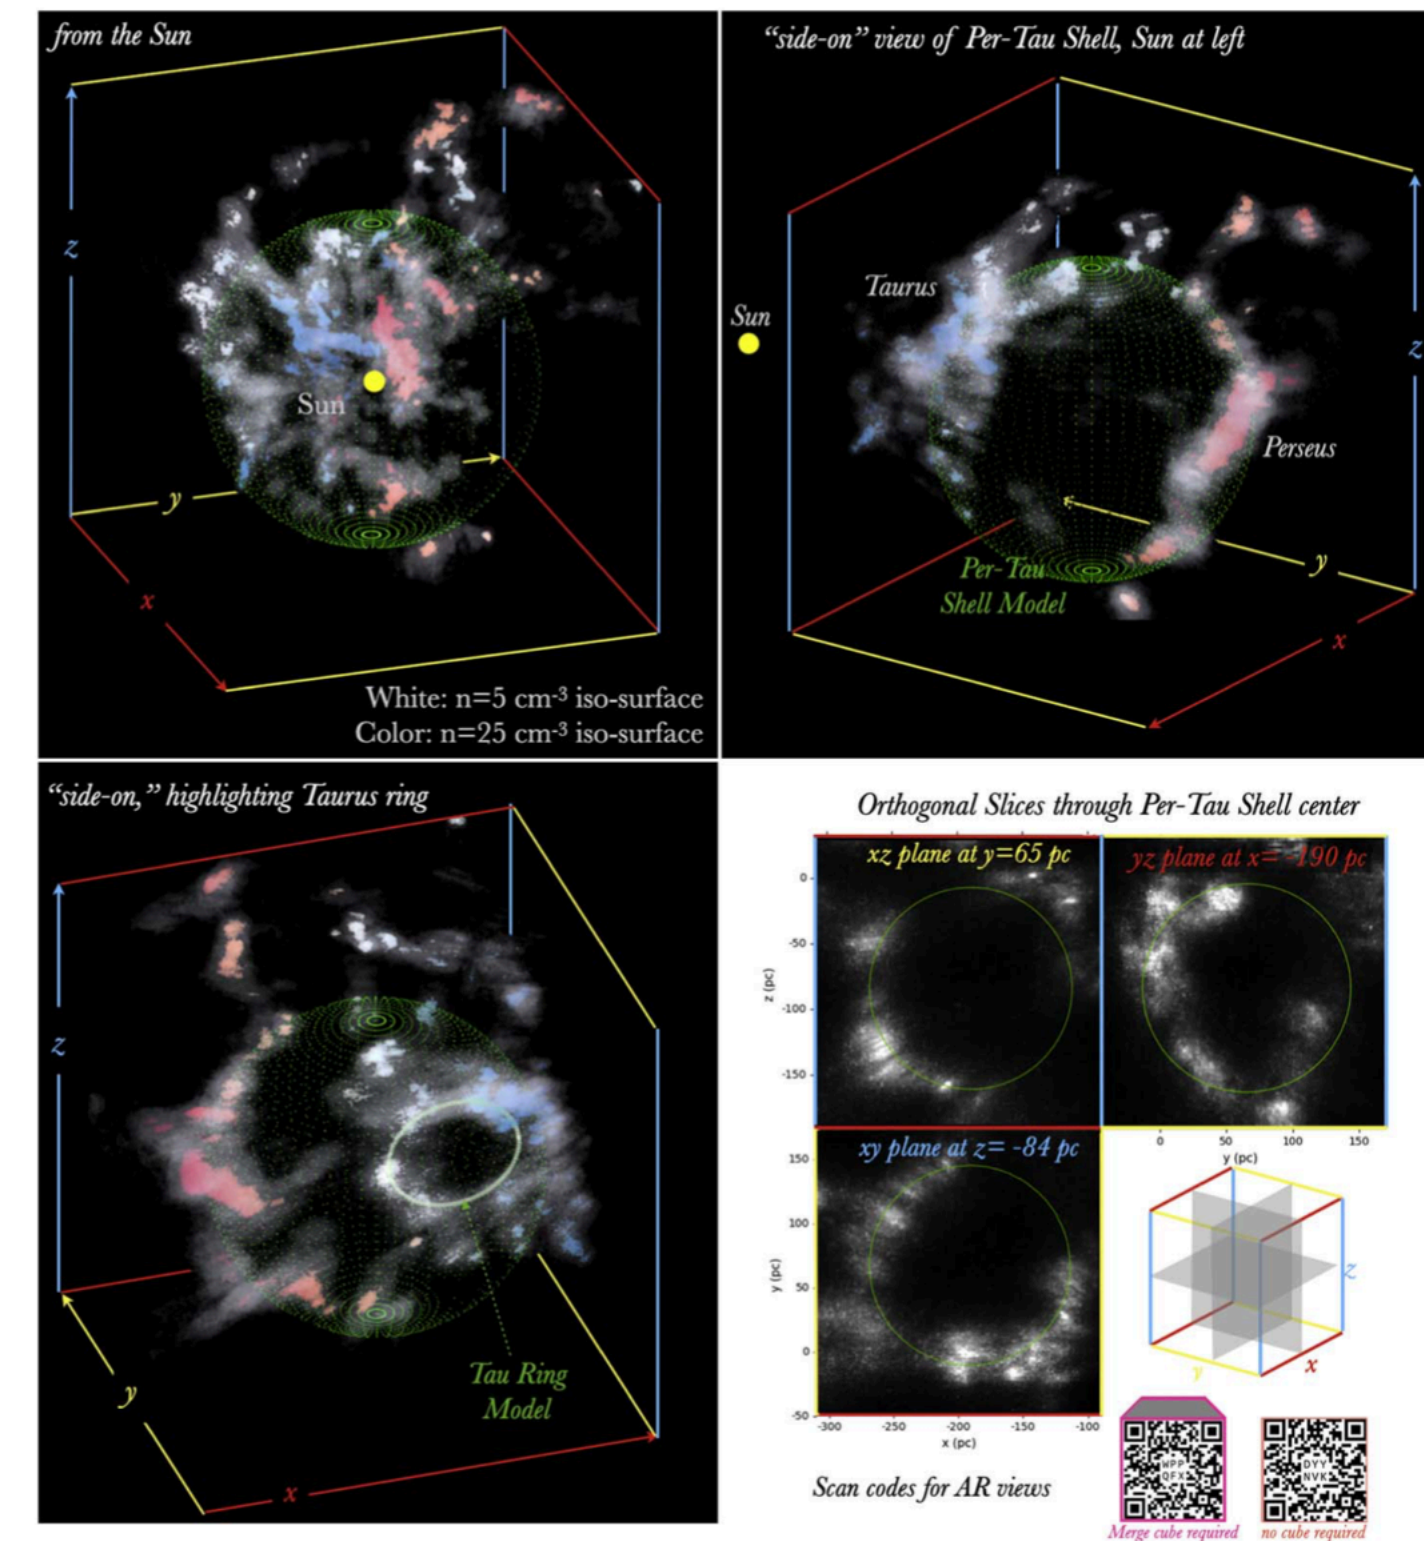 from the Sun
z
y
x
Sun
White: n=5 cm-3 iso-surface
Color: n=25 cm-3 iso-surface
“side-on” view of Per-Tau Shell, Sun at left
Taurus
Sun
z
Perseus
y
Per-Tau
Shell Model
x
“side-on,” highlighting Taurus ring
z
y
x
Tau Ring
Model
Orthogonal Slices through Per-Tau Shell center
xz plane at y=65 pc
z (pc)
0
-50
-100
-150
yz plane at x= -190 pc
0 50 100 150
y (pc)
xy plane at z= -84 pc
y (pc)
150
100
50
0
-50
-300 -250 -200 -150 -100
x (pc)
z
y
x
Scan codes for AR views
WPP
QFX
Merge cube required
DYY
NVK
no cube required